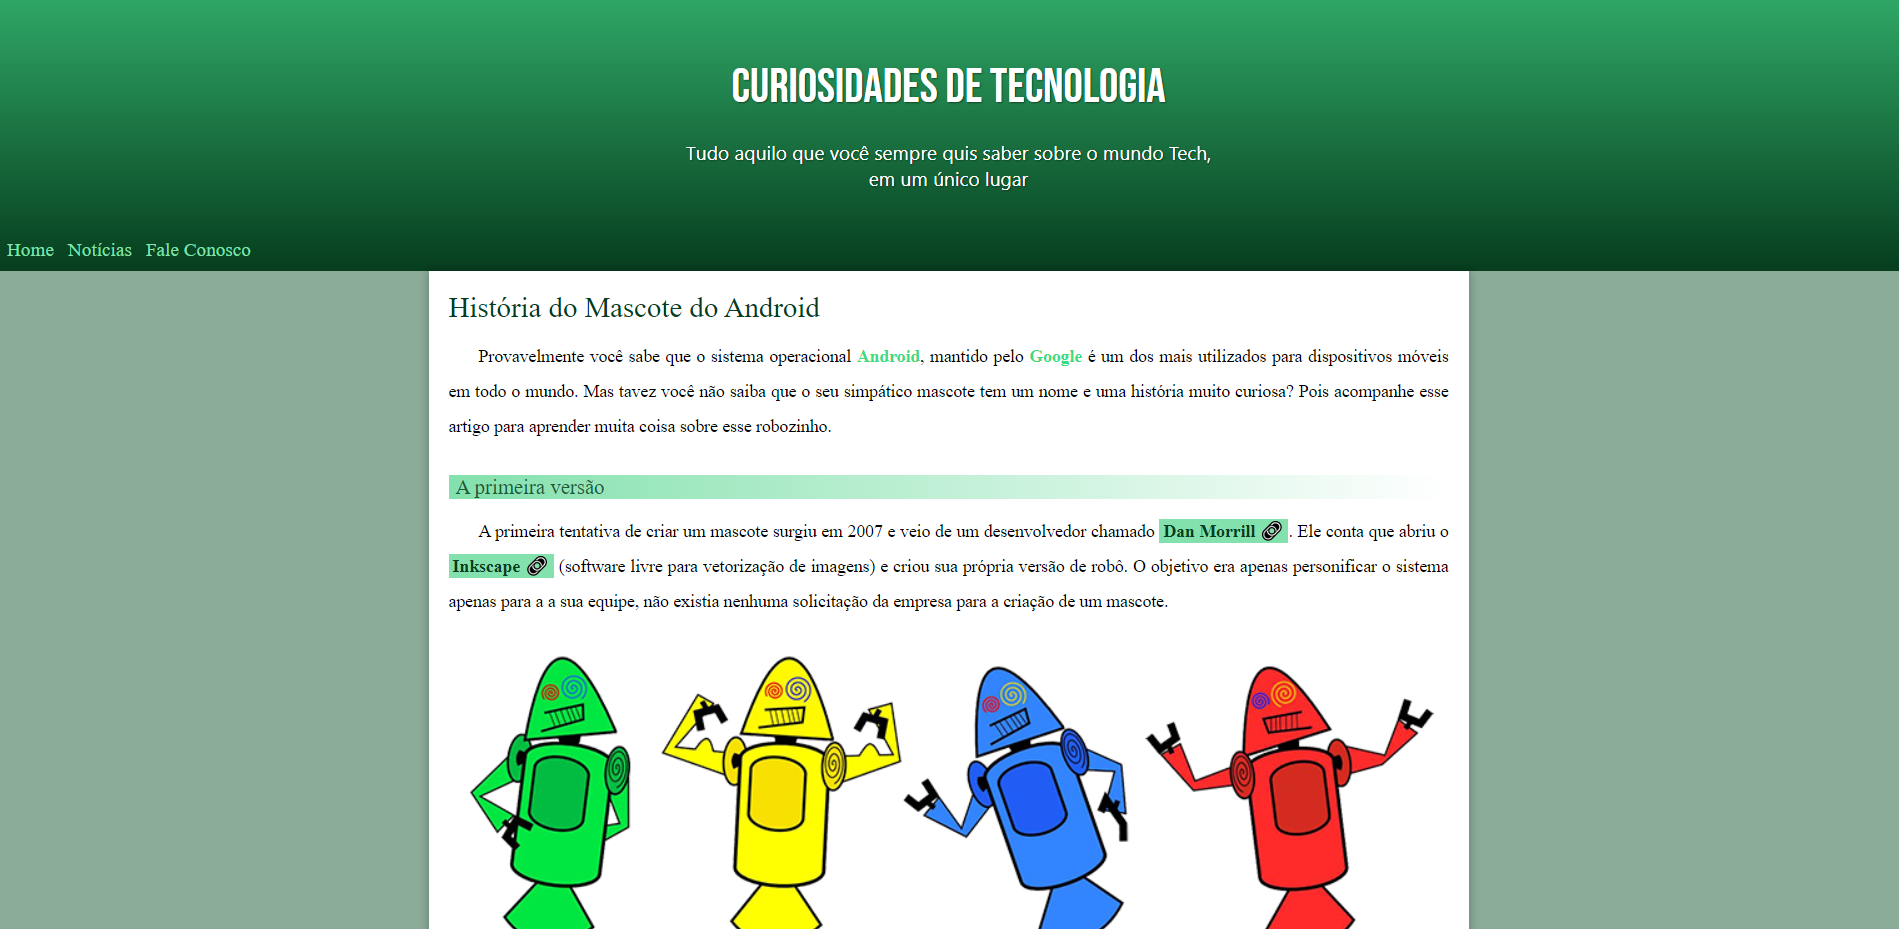 CURIOSIDADES DE TECNOLOGIA
Tudo aquilo que você sempre quis saber sobre o mundo Tech,
em um único lugar
Home Notícias Fale Conosco
História do Mascote do Android
Provavelmente você sabe que o sistema operacional Android, mantido pelo Google é um dos mais utilizados para dispositivos móveis
em todo o mundo. Mas tavez você não saiba que o seu simpático mascote tem um nome e uma história muito curiosa? Pois acompanhe esse
artigo para aprender muita coisa sobre esse robozinho.
A primeira versão
A primeira tentativa de criar um mascote surgiu em 2007 e veio de um desenvolvedor chamado Dan Morrill . Ele conta que abriu o
Inkscape (software livre para vetorização de imagens) e criou sua própria versão de robô. O objetivo era apenas personificar o sistema
apenas para a a sua equipe, não existia nenhuma solicitação da empresa para a criação de um mascote.